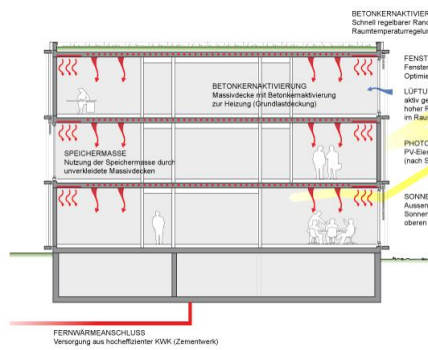 BETONKERNAKTIVIER
Schnell regelbarer Rand
Raumtemperaturregelun
FENST
Fenster
Optimie
LÜFTU
aktiv ge
hoher F
im Rau
BETONKERNAKTIVIERUNG
Massivdecke mit Betonkernaktivierung
zur Heizung (Grundlastdeckung)
PHOTO
PV-Ele
(nach S
SPEICHERMASSE
Nutzung der Speichermasse durch
unverkleidete Massivdecken
SONNE
Aussen
Sonner
oberen
FERNWÄRMEANSCHLUSS
Versorgung aus hocheffizienter KWK (Zementwerk)